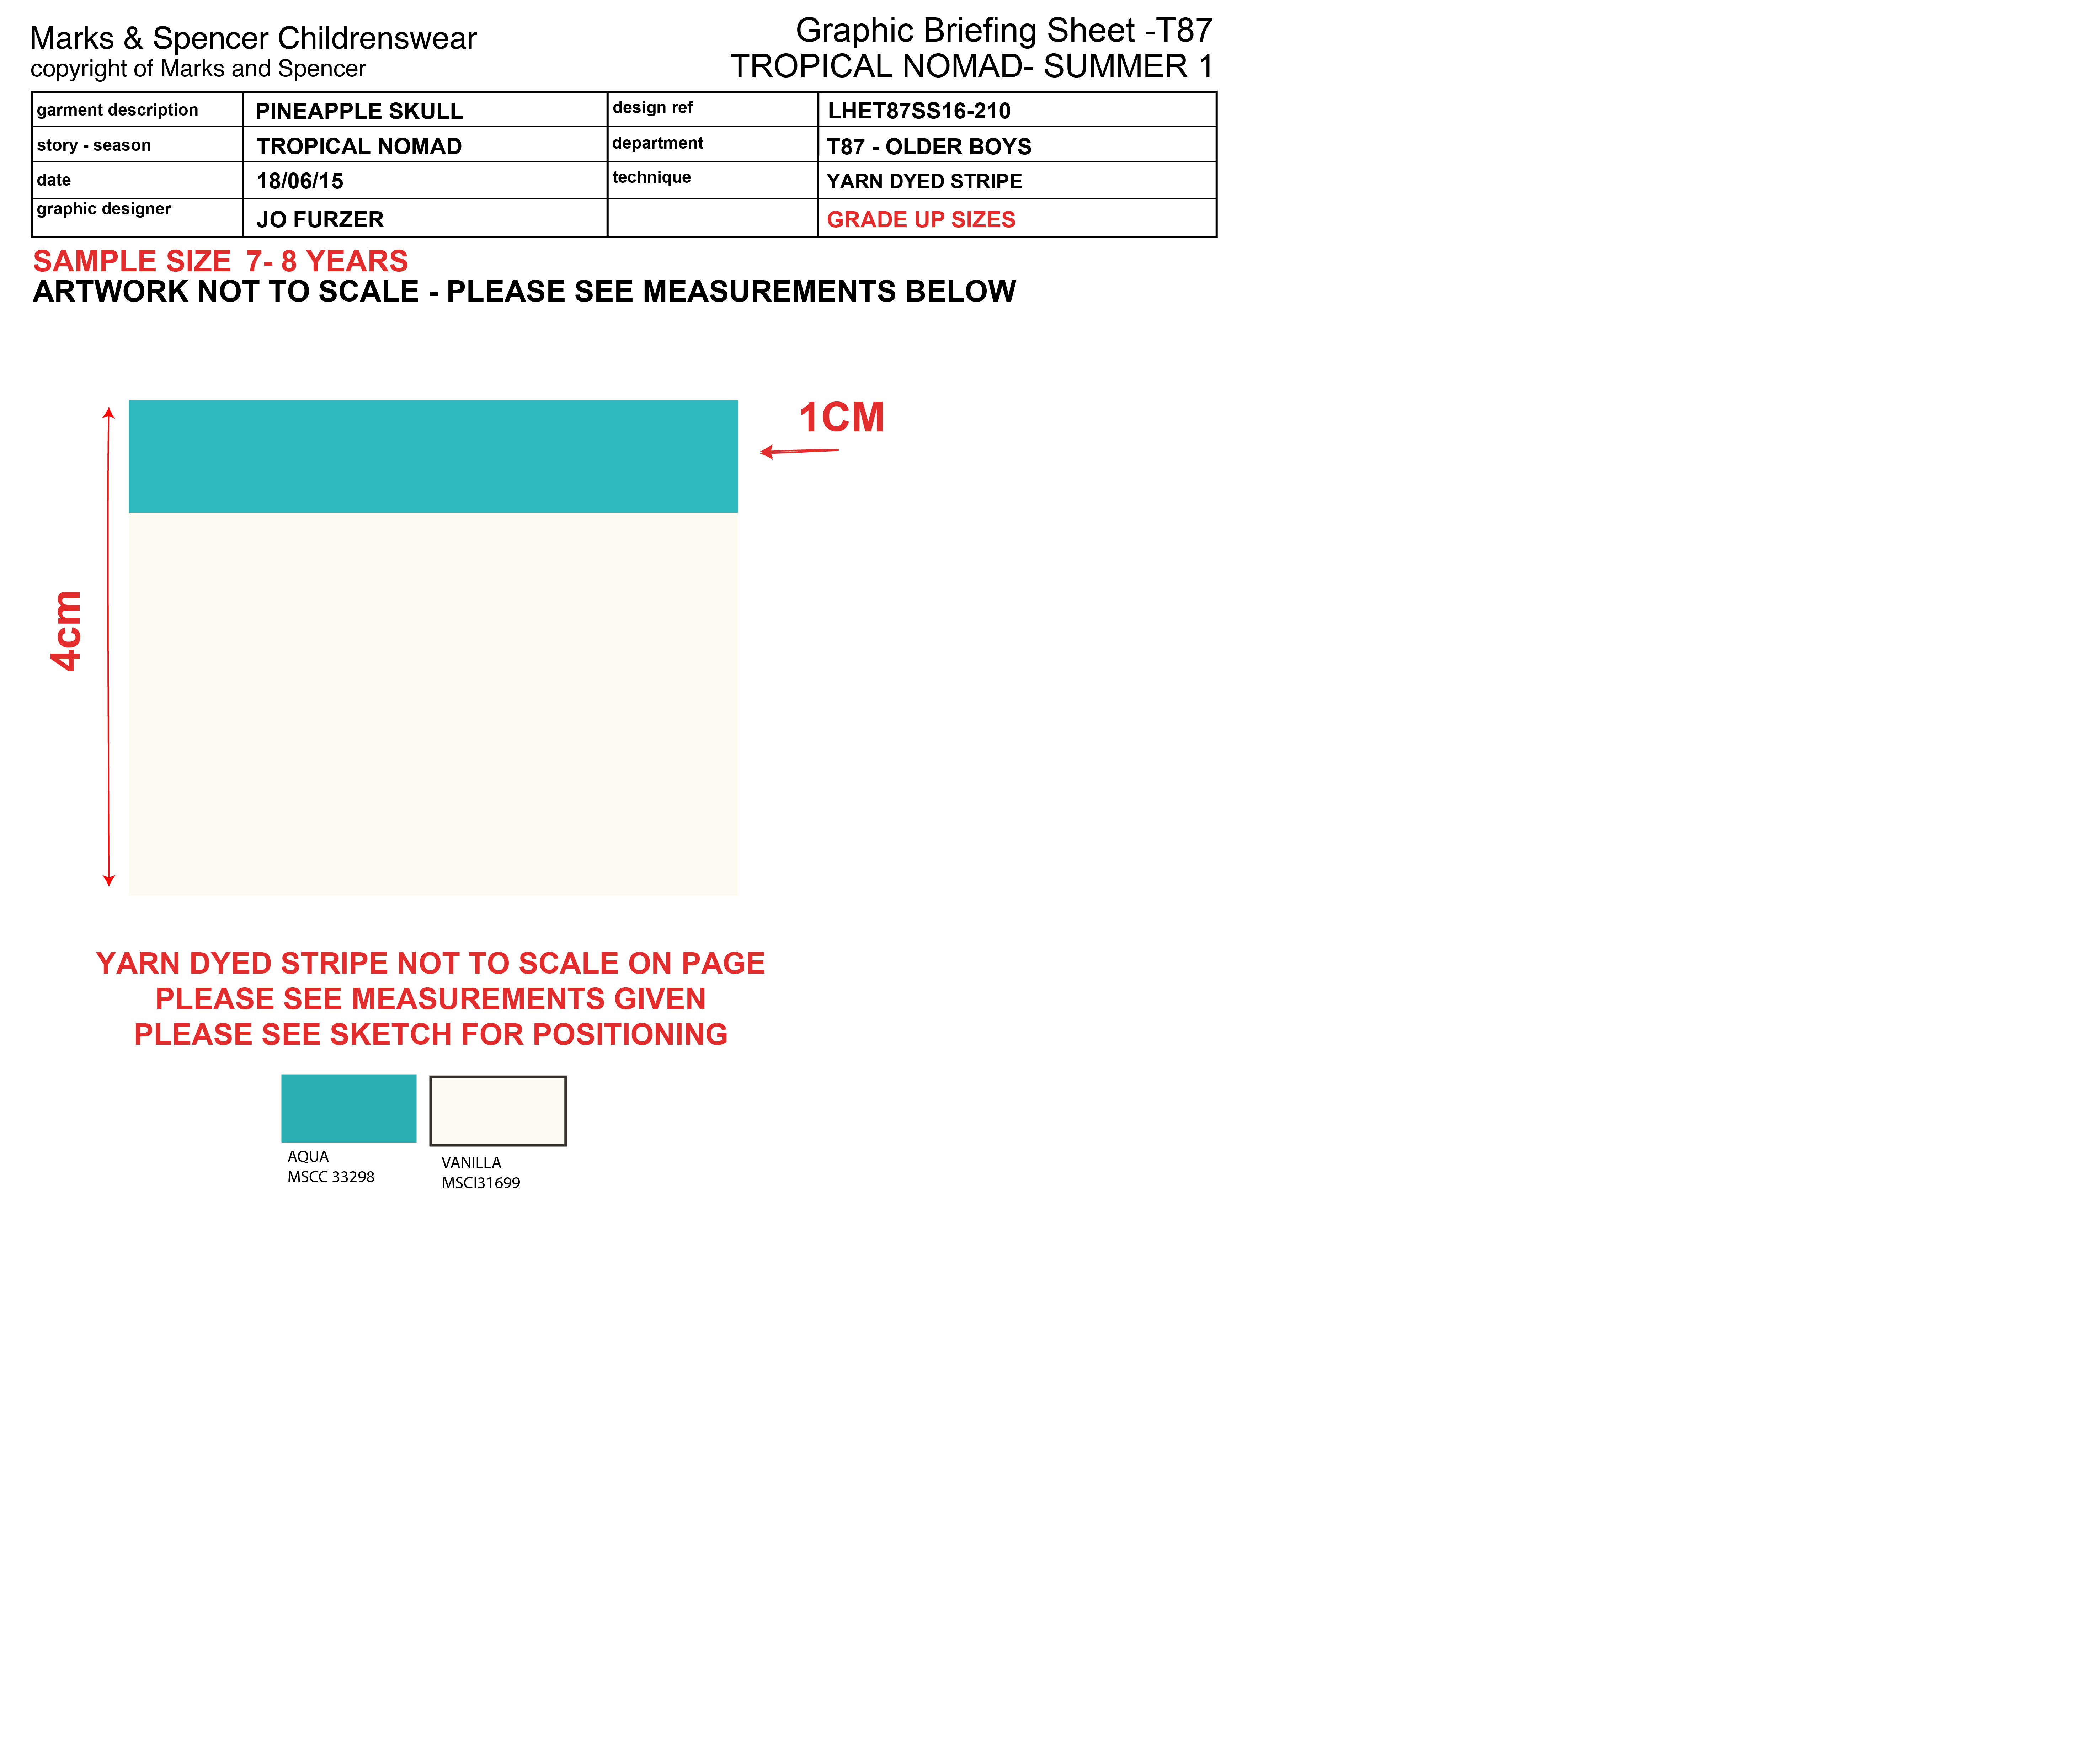 Marks & Spencer Childrenswear
copyright of Marks and Spencer
Graphic Briefing Sheet -T87
TROPICAL NOMAD- SUMMER 1
garment description PINEAPPLE SKULL design ref LHET87SS16-210
story - season TROPICAL NOMAD department T87 - OLDER BOYS
date 18/06/15 technique YARN DYED STRIPE
graphic designer JO FURZER GRADE UP SIZES
SAMPLE SIZE 7- 8 YEARS
ARTWORK NOT TO SCALE - PLEASE SEE MEASUREMENTS BELOW
1CM
4cm
YARN DYED STRIPE NOT TO SCALE ON PAGE
PLEASE SEE MEASUREMENTS GIVEN
PLEASE SEE SKETCH FOR POSITIONING
AQUA
MSCC 33298
VANILLA
MSCI31699